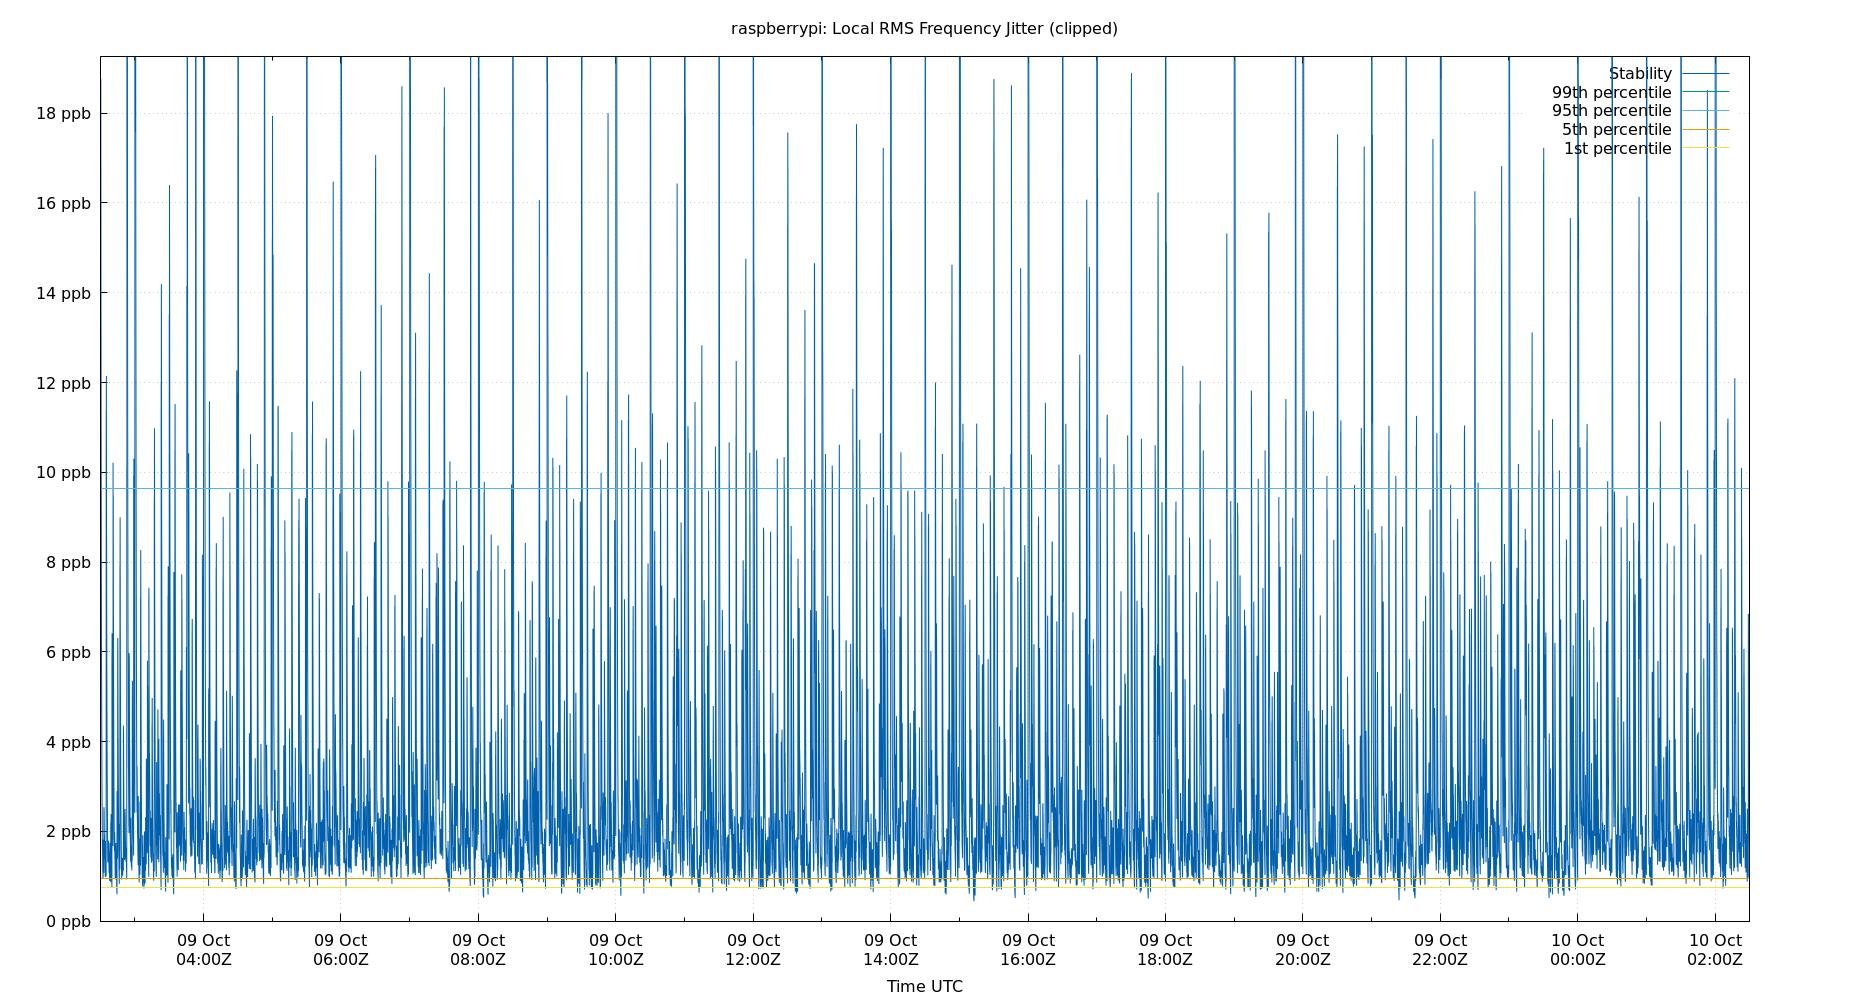 raspberrypi: Local RMS Frequency Jitter (clipped)
Stability
99th percentile
95th percentile
5th percentile
1st percentile
18 ppb
16 ppb
14 ppb
12 ppb
10 ppb
8 ppb
6 ppb
4 ppb
2 ppb
0 ppb
09 Oct 09 Oct 09 Oct 09 Oct 09 Oct 09 Oct 09 Oct 09 Oct 09 Oct 09 Oct 10 Oct 10 Oct
04:00Z 06:00Z 08:00Z 10:00Z 12:00Z 14:00Z 16:00Z 18:00Z 20:00Z 22:00Z 00:00Z 02:00Z
Time UTC